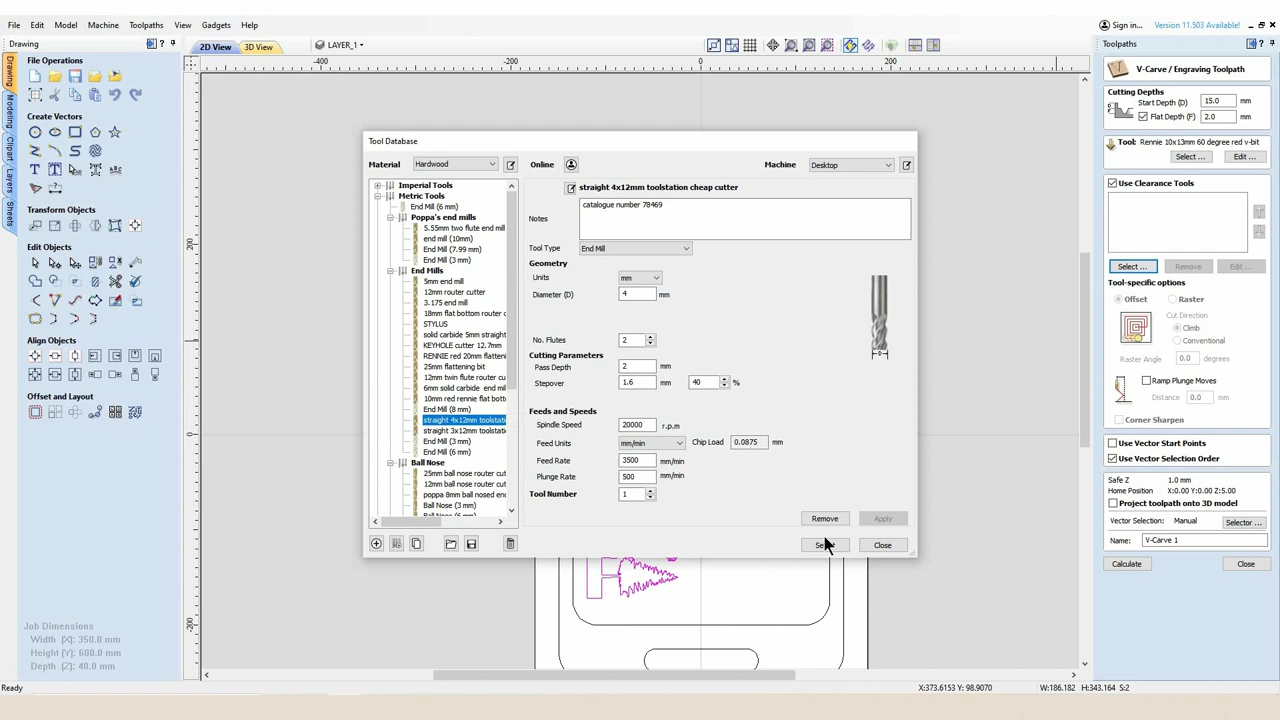 File Edit Model Machine Toolpaths View Gadgets Help
Sign in... Version 11.503 Available!
Drawing
2D View 3D View LAYER_1
Toolpaths
Drawing
Modeling
Clipart
Layers
Sheets
File Operations
Create Vectors
Transform Objects
Edit Objects
Align Objects
Offset and Layout
Job Dimensions
Width (X): 350.0 mm
Height (Y): 600.0 mm
Depth (Z): 40.0 mm
Ready
-400 -200 0 200
200
0
-200
Tool Database
Material Hardwood Online Machine Desktop
Imperial Tools
Metric Tools
End Mill (6 mm)
Poppa's end mills
5.55mm two flute end mill
end mill (10mm)
End Mill (7.99 mm)
End Mill (3 mm)
End Mills
5mm end mill
12mm router cutter
3.175 end mill
18mm flat bottom router c
STYLUS
solid carbide 5mm straight
KEYHOLE cutter 12.7mm
RENNIE red 20mm flatteni
25mm flattening bit
12mm twin flute router cu
6mm solid carbide end mi
10mm red rennie flat bott
End Mill (8 mm)
straight 4x12mm toolstati
straight 3x12mm toolstati
End Mill (3 mm)
End Mill (6 mm)
Ball Nose
25mm ball nose router cut
12mm ball nose router cut
poppa 8mm ball nosed en
Ball Nose (3 mm)
straight 4x12mm toolstation cheap cutter
Notes catalogue number 78469
Tool Type End Mill
Geometry
Units mm
Diameter (D) 4 mm
No. Flutes 2
Cutting Parameters
Pass Depth 2 mm
Stepover 1.6 mm 40 %
Feeds and Speeds
Spindle Speed 20000 r.p.m
Feed Units mm/min Chip Load 0.0875 mm
Feed Rate 3500 mm/min
Plunge Rate 500 mm/min
Tool Number 1
D
Remove Apply
Close
V-Carve / Engraving Toolpath
Cutting Depths
Start Depth (D) 15.0 mm
Flat Depth (F) 2.0 mm
Tool: Rennie 10x13mm 60 degree red v-bit
Select ... Edit ...
Use Clearance Tools
Select ... Remove Edit ...
Tool-specific options
Offset Raster
Cut Direction
Climb
Conventional
Raster Angle 0.0 degrees
Ramp Plunge Moves
Distance 0.0 mm
Corner Sharpen
Use Vector Start Points
Use Vector Selection Order
Safe Z 1.0 mm
Home Position X:0.00 Y:0.00 Z:5.00
Project toolpath onto 3D model
Vector Selection: Manual Selector ...
Name: V-Carve 1
Calculate Close
X:373.6153 Y: 98.9070 W:186.182 H:343.164 S:2